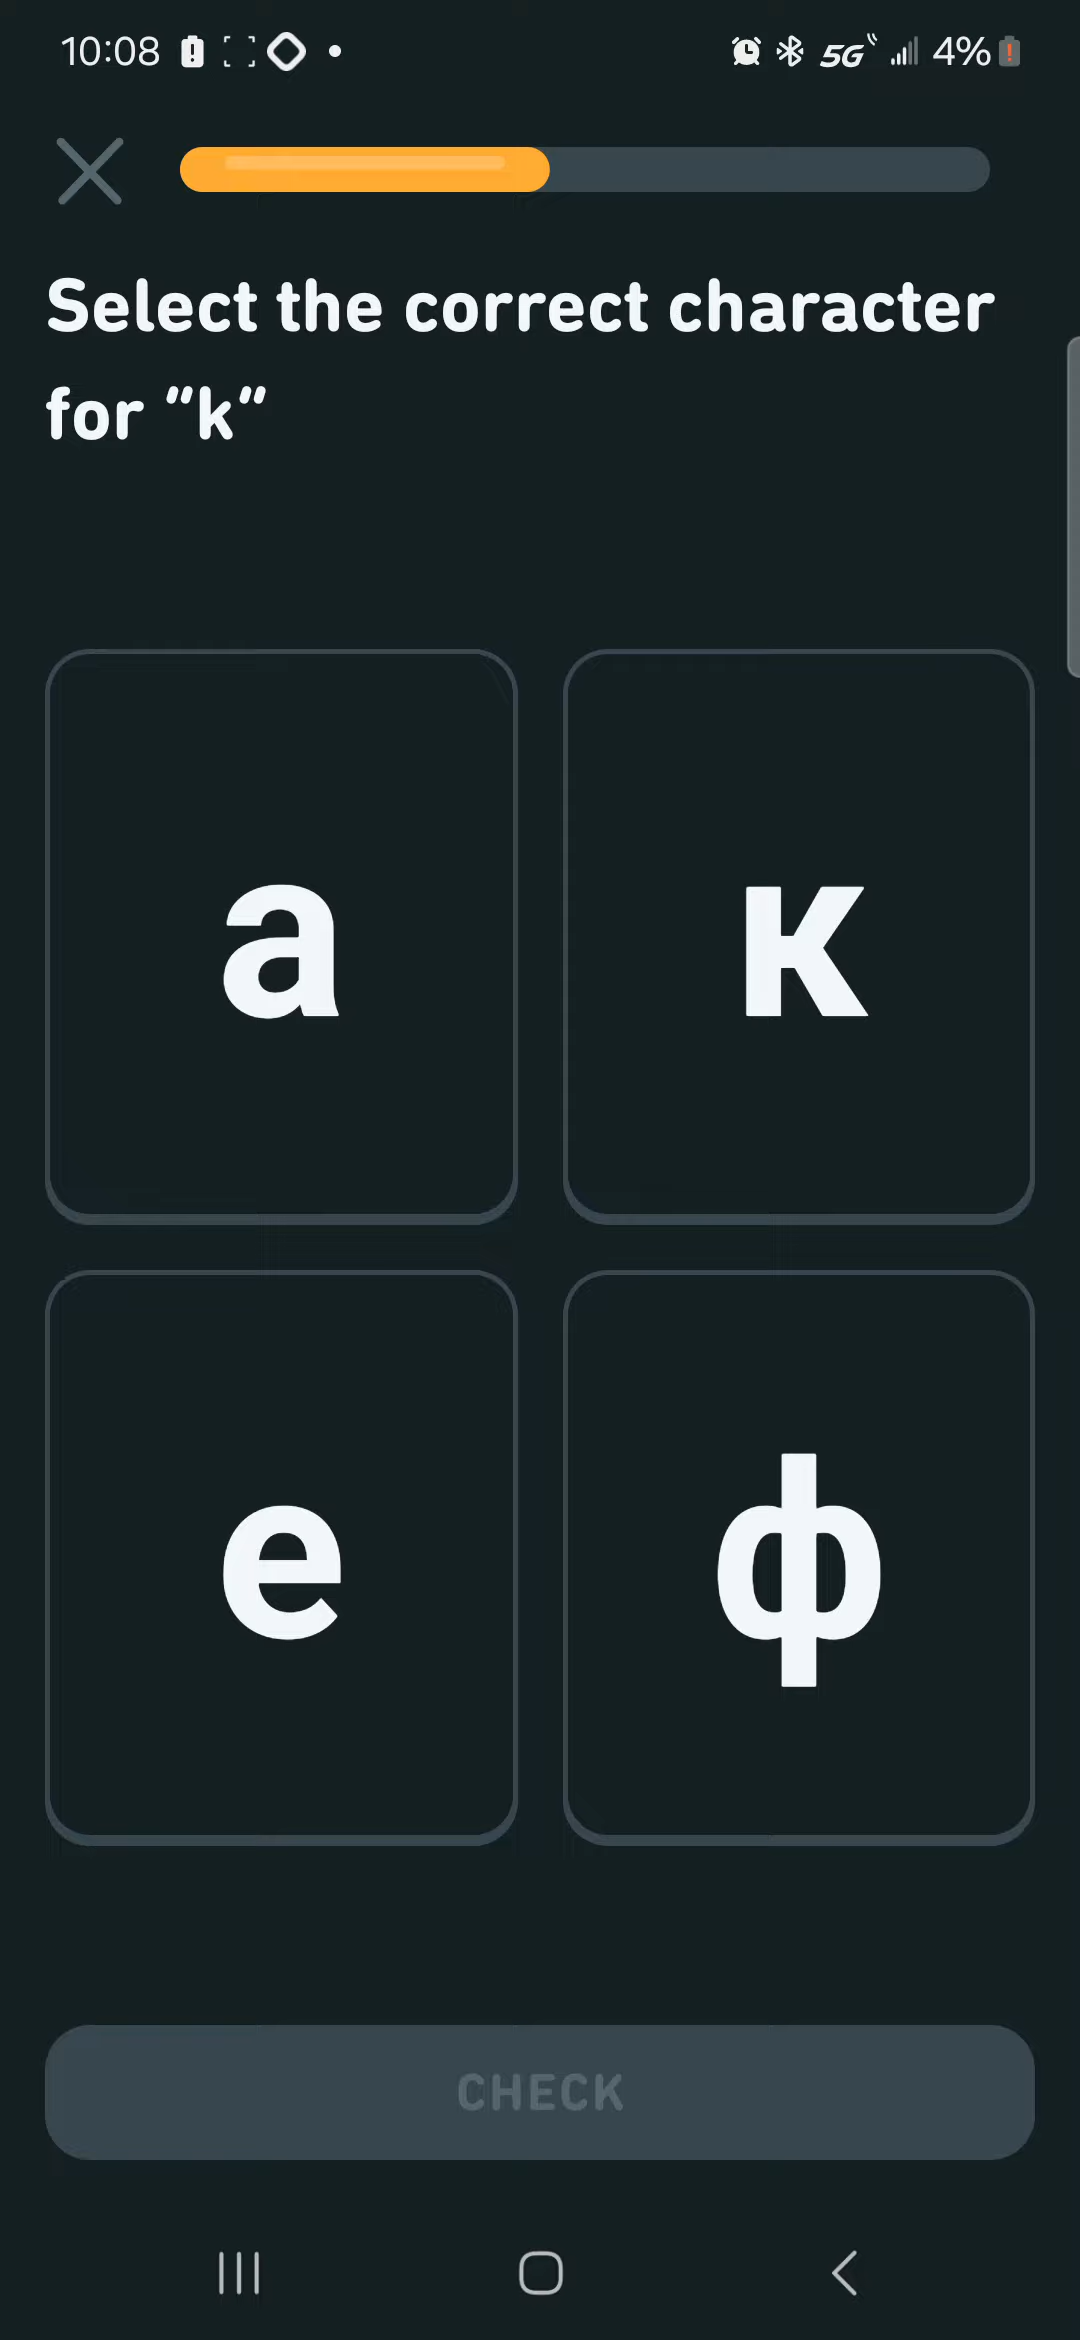 10:08
5G 4%
Select the correct character
for "k"
а к
е ф
CHECK